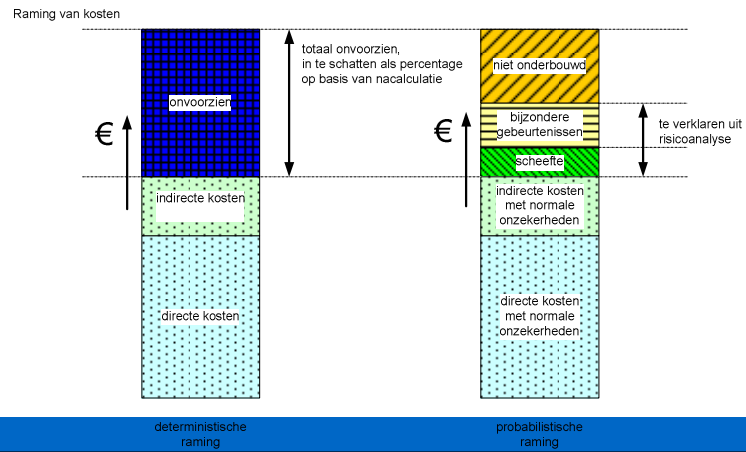 Raming van kosten
onvoorzien
€
indirecte kosten
directe kosten
totaal onvoorzien,
in te schatten als percentage
op basis van nacalculatie
niet onderbouwd
bijzondere
gebeurtenissen
scheefte
€
indirecte kosten
met normale
onzekerheden
directe kosten
met normale
onzekerheden
te verklaren uit
risicoanalyse
deterministische
raming
probabilistische
raming